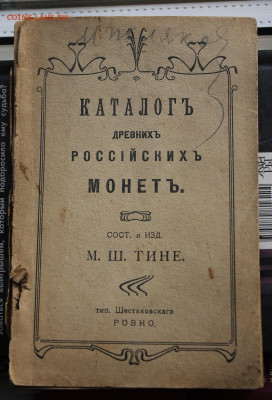 КАТАЛОГЪ
ДРЕВНИХЪ
РОССІЙСКИХЪ
МОНЕТЪ.
СОСТ. и ИЗД.
М. Ш. ТИНЕ.
тип. Шестаковскаго
РОВНО.